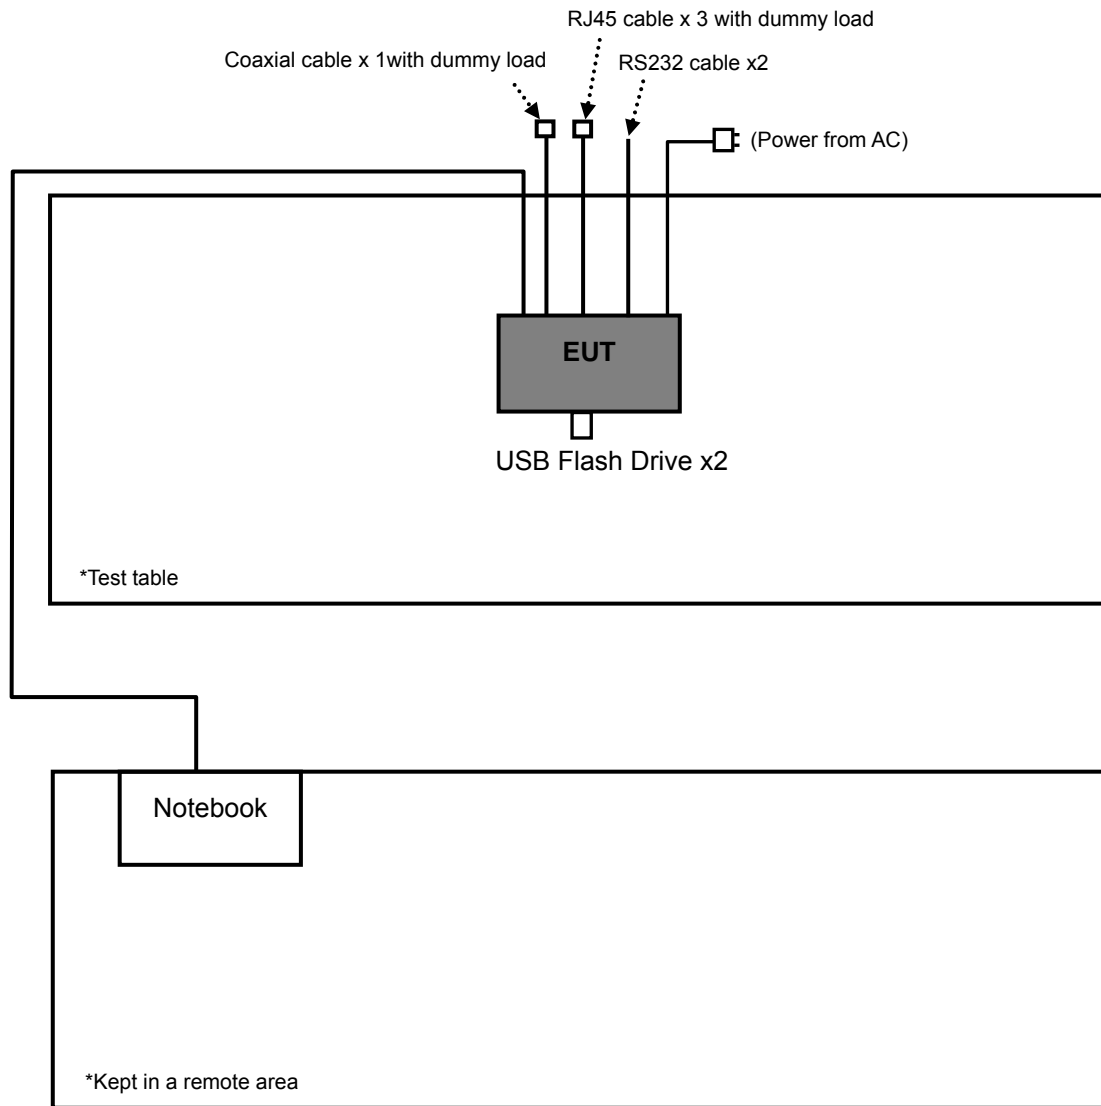 RJ45 cable x 3 with dummy load
Coaxial cable x 1with dummy load
RS232 cable x2
(Power from AC)
EUT
USB Flash Drive x2
*Test table
Notebook
*Kept in a remote area